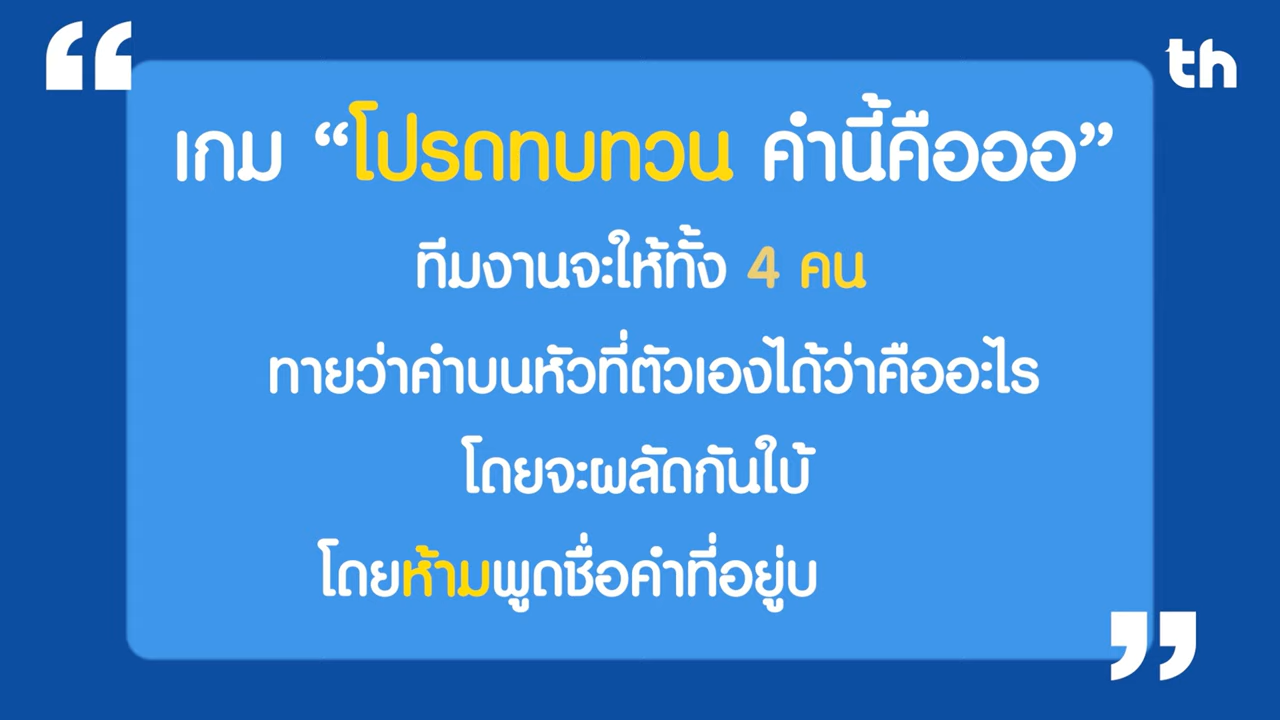 th
เกม “โปรดทบทวน คำนี้คืออออ”
ทีมงานจะให้ทั้ง 4 คน
ทายว่าคำบนหัวที่ตัวเองได้ว่าคืออะไร
โดยจะผลัดกันใบ้
โดยห้ามพูดชื่อคำที่อยู่บ